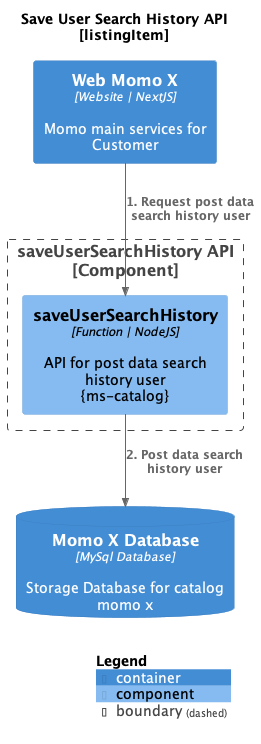 Save User Search History API
[listingItem]
Web Momo X
[Website | NextJS]
Momo main services for
Customer
1. Request post data
search history user
saveUserSearchHistory API
[Component]
saveUserSearchHistory
[Function | NodeJS]
API for post data search
history user
{ms-catalog}
2. Post data search
history user
Momo X Database
[MySql Database]
Storage Database for catalog
momo x
Legend
container
component
boundary (dashed)